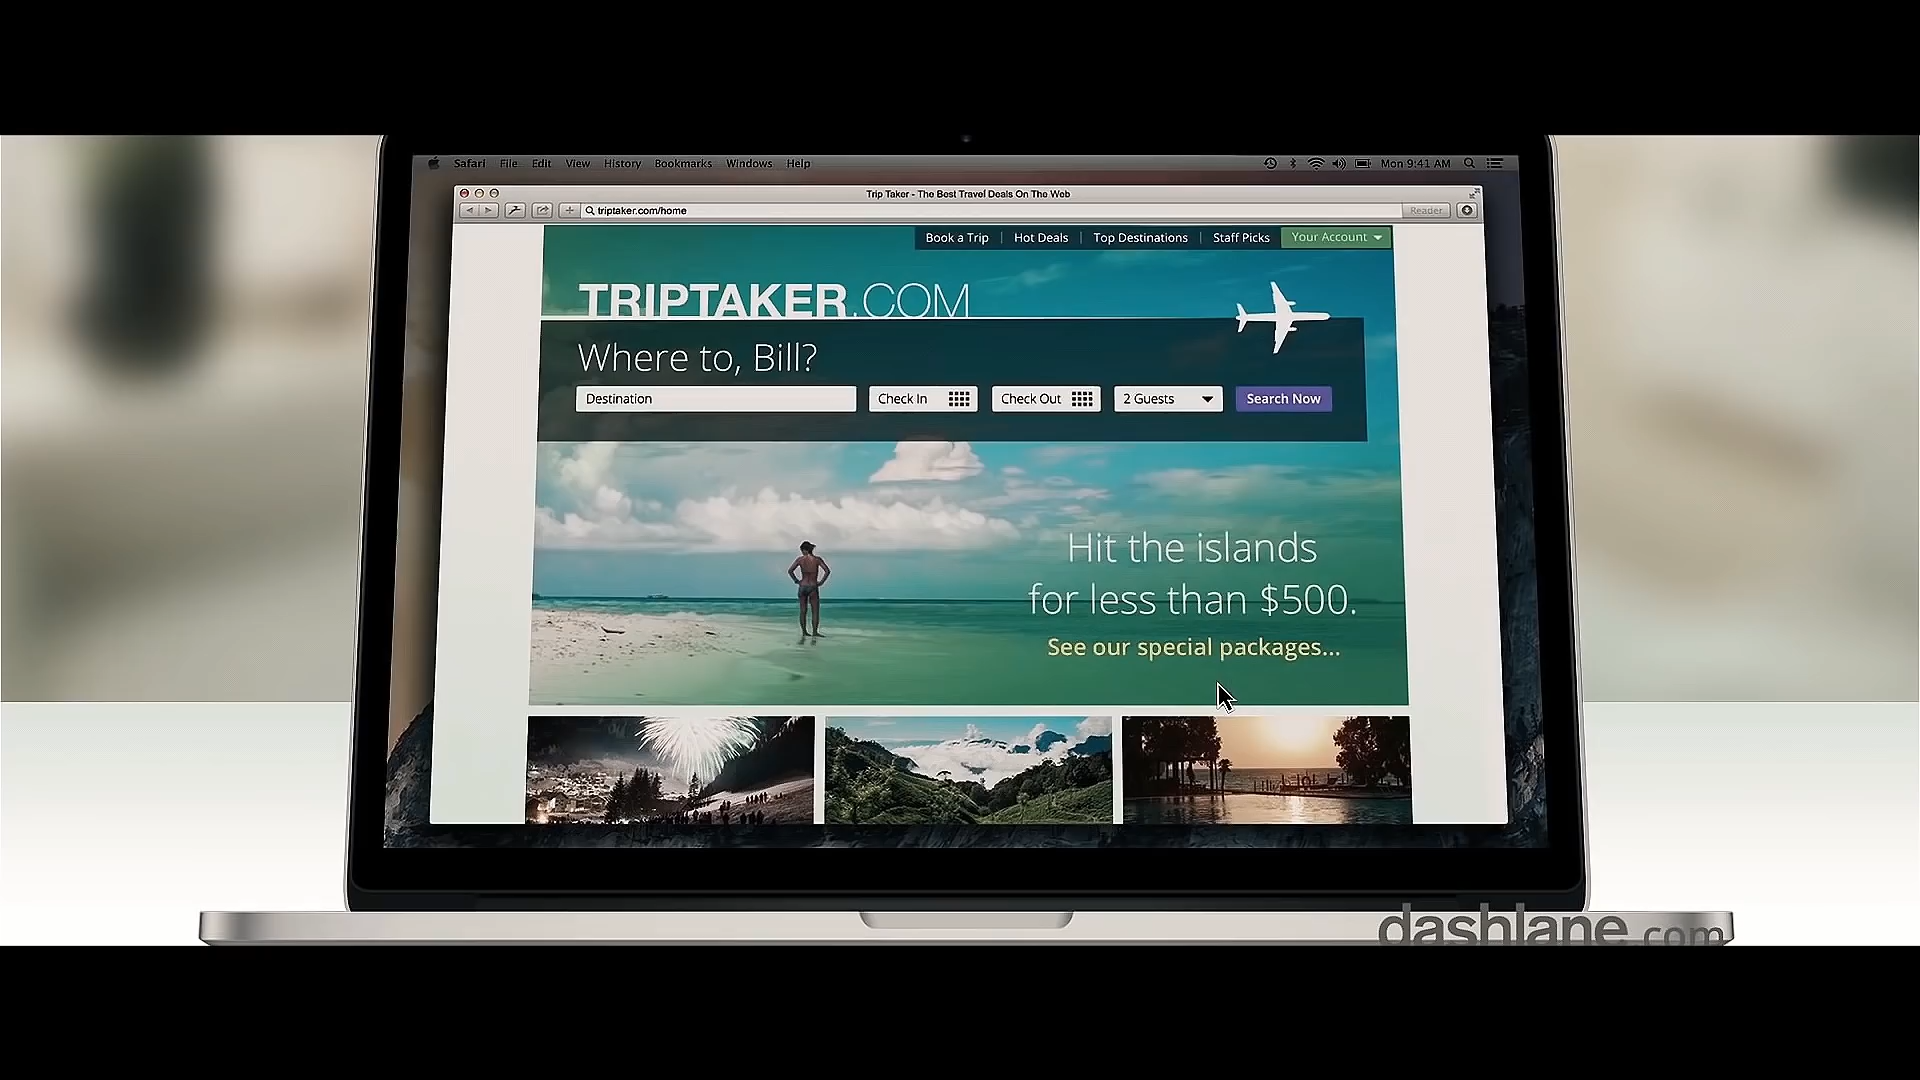 Safari File Edit View History Bookmarks Windows Help Mon 9:41 AM
Trip Taker - The Best Travel Deals On The Web
triptaker.com/home Reader
Book a Trip Hot Deals Top Destinations Staff Picks Your Account
TRIPTAKER.COM
Where to, Bill?
Destination Check In Check Out 2 Guests Search Now
Hit the islands
for less than $500.
See our special packages...
dashlane.com